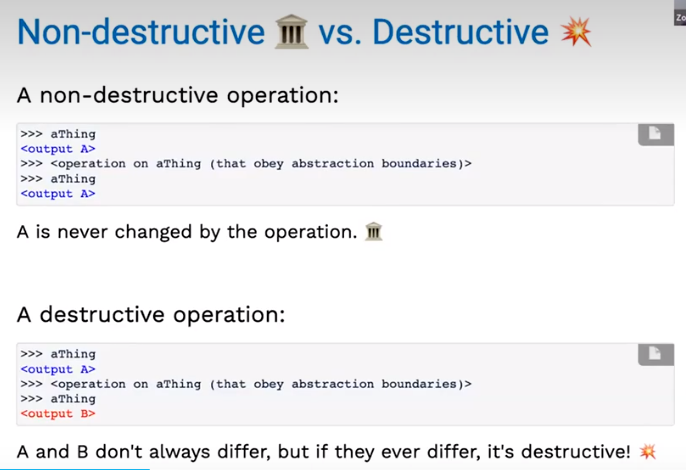 Zo
Non-destructive 🏛️ vs. Destructive 💥
A non-destructive operation:
>>> aThing
<output A>
>>> <operation on aThing (that obey abstraction boundaries)>
>>> aThing
<output A>
A is never changed by the operation. 🏛️
A destructive operation:
>>> aThing
<output A>
>>> <operation on aThing (that obey abstraction boundaries)>
>>> aThing
<output B>
A and B don't always differ, but if they ever differ, it's destructive! 💥